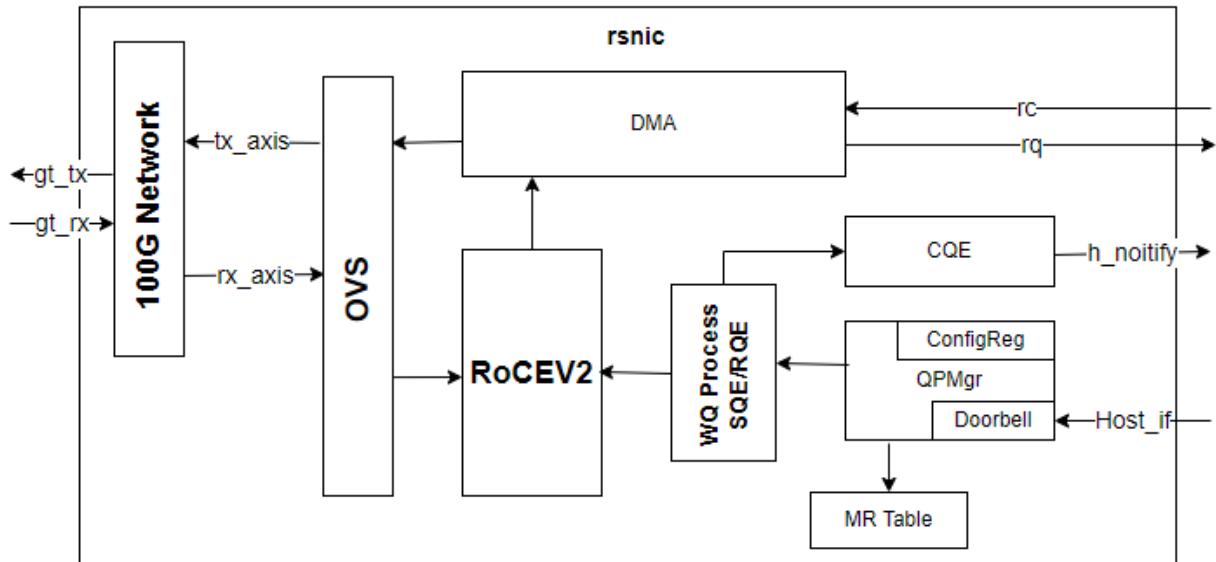 rsnic
100G Network
OVS
DMA
rc
rq
tx_axis
gt_tx
gt_rx
rx_axis
RoCEV2
WQ Process
SQE/RQE
CQE
h_noitify
ConfigReg
QPMgr
Doorbell
Host_if
MR Table